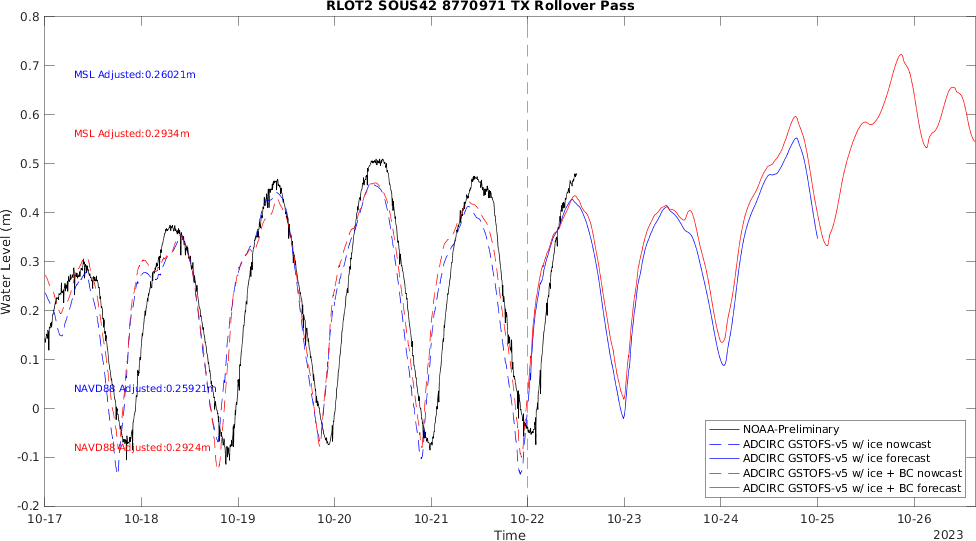 RLOT2 SOUS42 8770971 TX Rollover Pass
0.8
0.7
0.6
0.5
0.4
0.3
0.2
0.1
0
-0.1
-0.2
Water Level (m)
MSL Adjusted:0.26021m
MSL Adjusted:0.2934m
NAVD88 Adjusted:0.25921m
NAVD88 Adjusted:0.2924m
NOAA-Preliminary
ADCIRC GSTOFS-v5 w/ ice nowcast
ADCIRC GSTOFS-v5 w/ ice forecast
ADCIRC GSTOFS-v5 w/ ice + BC nowcast
ADCIRC GSTOFS-v5 w/ ice + BC forecast
10-17 10-18 10-19 10-20 10-21 10-22 10-23 10-24 10-25 10-26
Time
2023